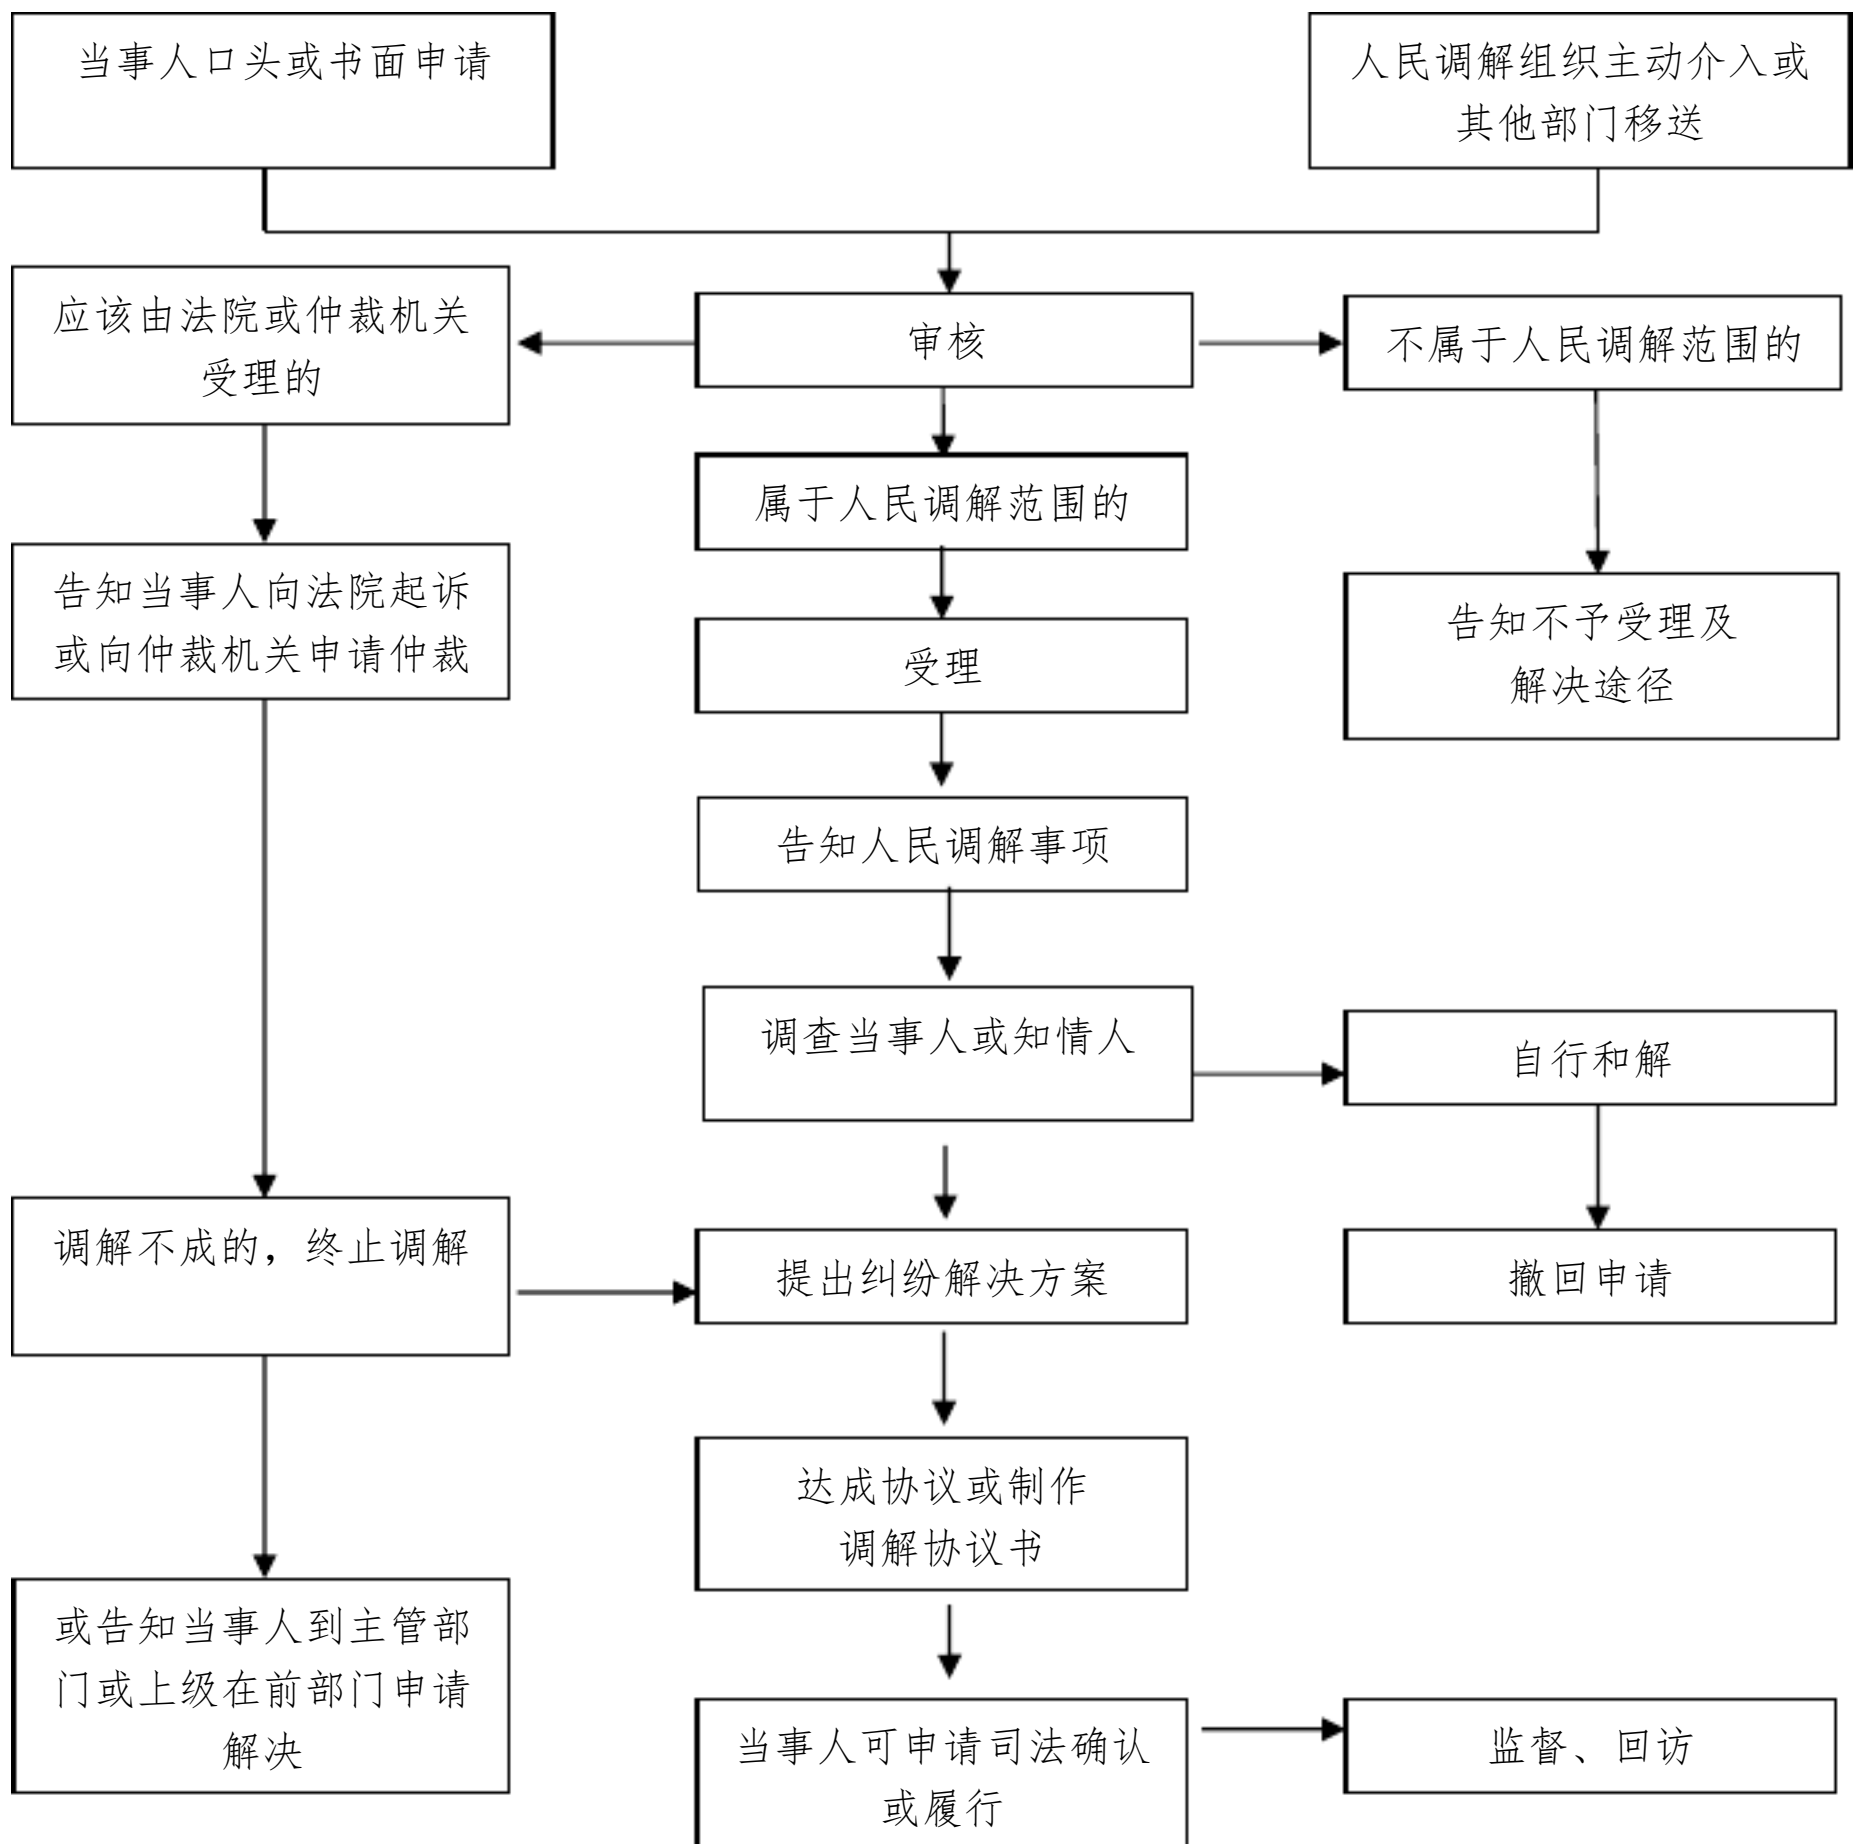 当事人口头或书面申请
人民调解组织主动介入或
其他部门移送
应该由法院或仲裁机关
受理的
审核
不属于人民调解范围的
属于人民调解范围的
告知当事人向法院起诉
或向仲裁机关申请仲裁
受理
告知不予受理及
解决途径
告知人民调解事项
调查当事人或知情人
自行和解
调解不成的，终止调解
提出纠纷解决方案
撤回申请
达成协议或制作
调解协议书
或告知当事人到主管部
门或上级在前部门申请
解决
当事人可申请司法确认
或履行
监督、回访